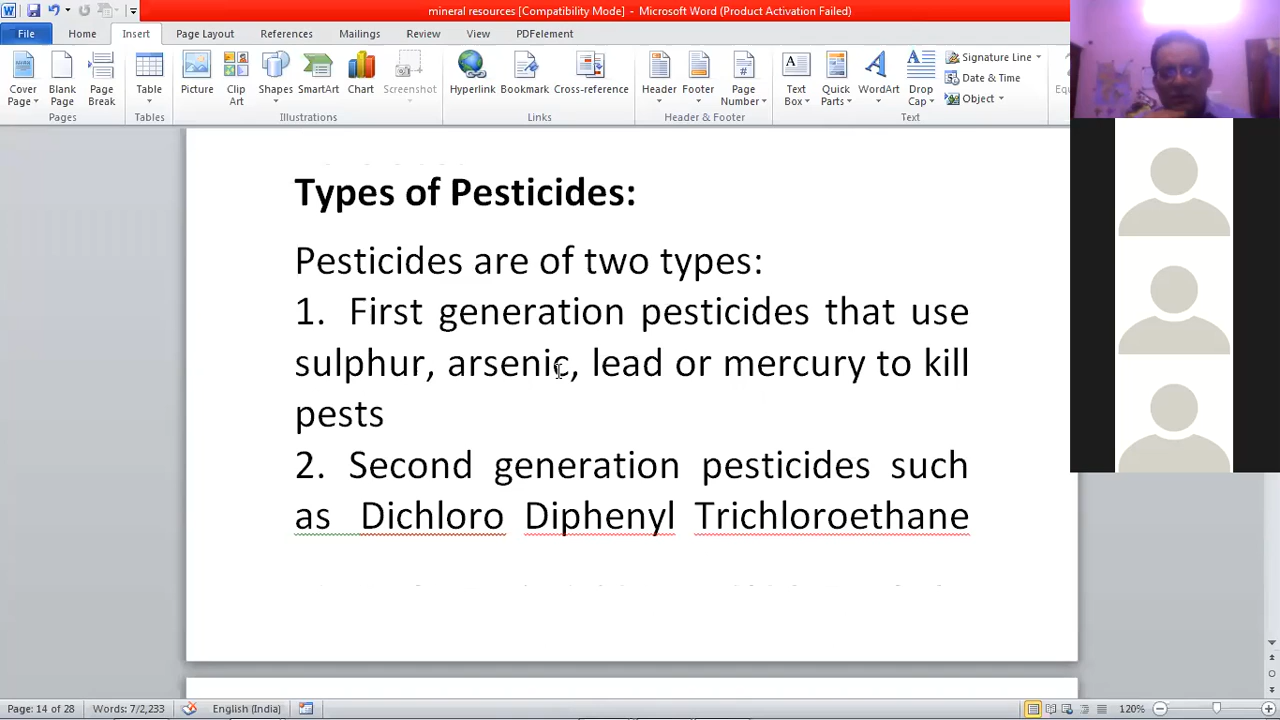 mineral resources [Compatibility Mode] - Microsoft Word (Product Activation Failed)
File Home Insert Page Layout References Mailings Review View PDFelement
Cover Page Blank Page Page Break Table Picture Clip Art Shapes SmartArt Chart Screenshot Hyperlink Bookmark Cross-reference Header Footer Page Number Text Box Quick Parts WordArt Drop Cap Signature Line
Date & Time
Object
Pages Tables Illustrations Links Header & Footer Text
Types of Pesticides:
Pesticides are of two types:
1. First generation pesticides that use
sulphur, arsenic, lead or mercury to kill
pests
2. Second generation pesticides such
as Dichloro Diphenyl Trichloroethane
Page: 14 of 28 Words: 7/2,233 English (India) 120%